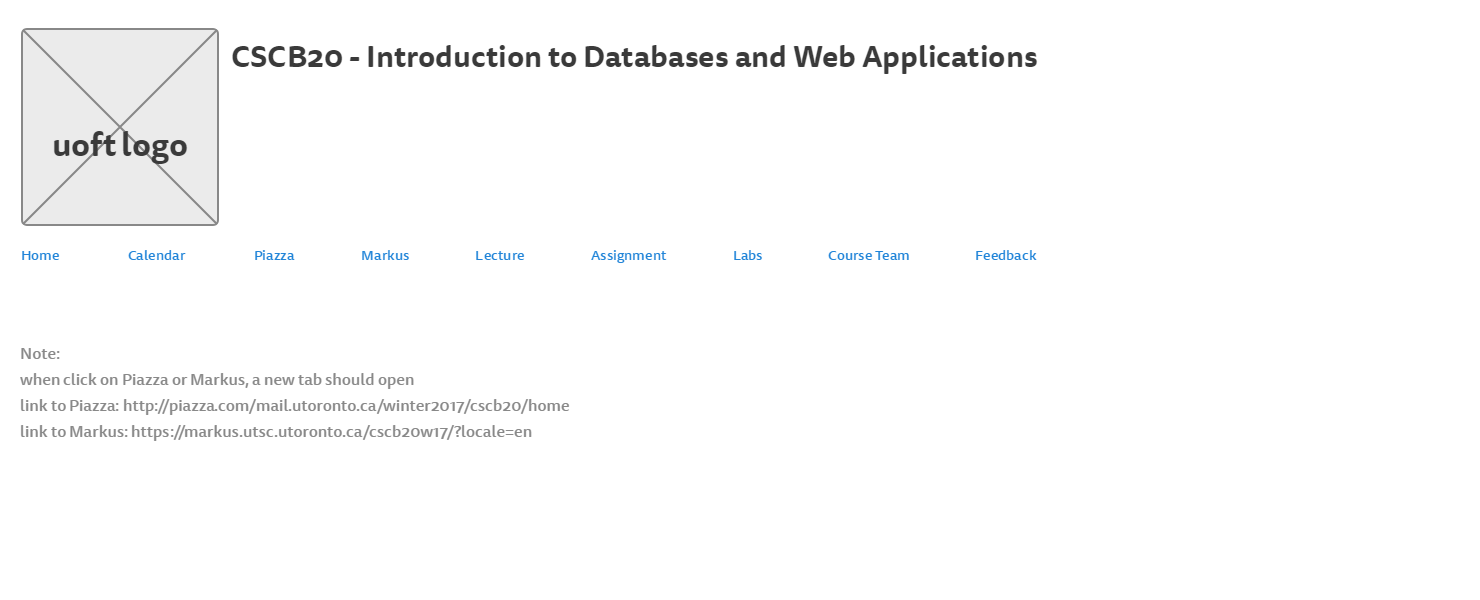 CSCB20 - Introduction to Databases and Web Applications
uoft logo
Home Calendar Piazza Markus Lecture Assignment Labs Course Team Feedback
Note:
when click on Piazza or Markus, a new tab should open
link to Piazza: http://piazza.com/mail.utoronto.ca/winter2017/cscb20/home
link to Markus: https://markus.utsc.utoronto.ca/cscb20w17/?locale=en